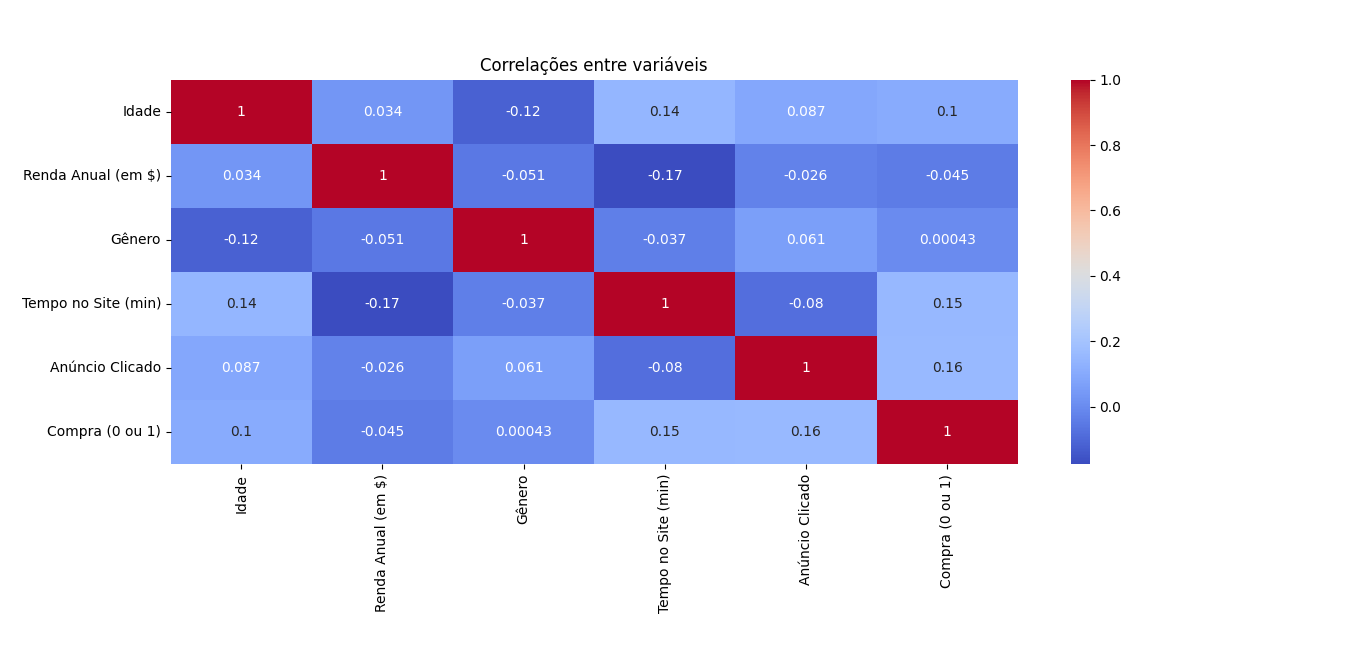 Correlações entre variáveis
Idade 1 0.034 -0.12 0.14 0.087 0.1
Renda Anual (em $) 0.034 1 -0.051 -0.17 -0.026 -0.045
Gênero -0.12 -0.051 1 -0.037 0.061 0.00043
Tempo no Site (min) 0.14 -0.17 -0.037 1 -0.08 0.15
Anúncio Clicado 0.087 -0.026 0.061 -0.08 1 0.16
Compra (0 ou 1) 0.1 -0.045 0.00043 0.15 0.16 1
Idade
Renda Anual (em $)
Gênero
Tempo no Site (min)
Anúncio Clicado
Compra (0 ou 1)
1.0
0.8
0.6
0.4
0.2
0.0